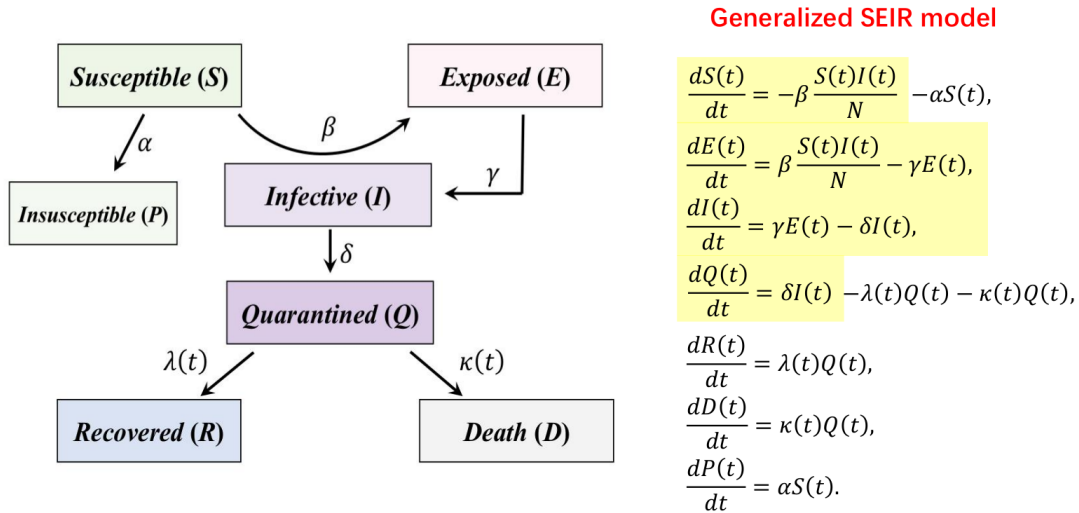 Generalized SEIR model
Susceptible (S)
Exposed (E)
α
β
γ
Insusceptible (P)
Infective (I)
δ
Quarantined (Q)
λ(t)
κ(t)
Recovered (R)
Death (D)
dS(t)/dt = −β S(t)I(t)/N −αS(t),
dE(t)/dt = β S(t)I(t)/N − γE(t),
dI(t)/dt = γE(t) − δI(t),
dQ(t)/dt = δI(t) −λ(t)Q(t) − κ(t)Q(t),
dR(t)/dt = λ(t)Q(t),
dD(t)/dt = κ(t)Q(t),
dP(t)/dt = αS(t).